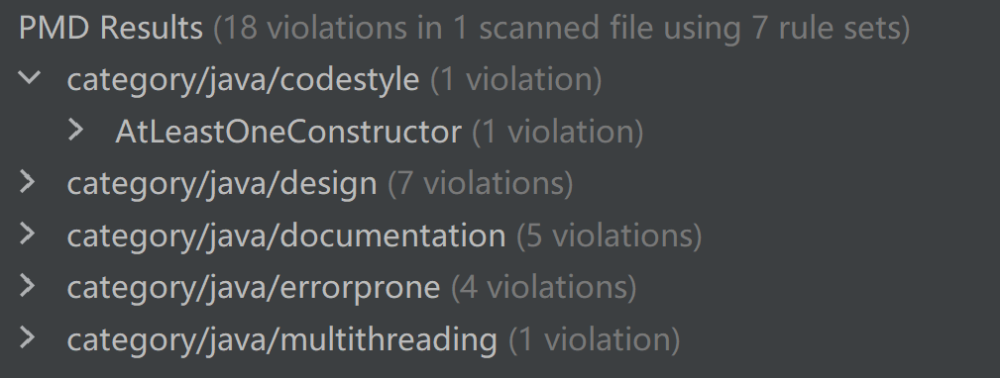 PMD Results (18 violations in 1 scanned file using 7 rule sets)
category/java/codestyle (1 violation)
AtLeastOneConstructor (1 violation)
category/java/design (7 violations)
category/java/documentation (5 violations)
category/java/errorprone (4 violations)
category/java/multithreading (1 violation)